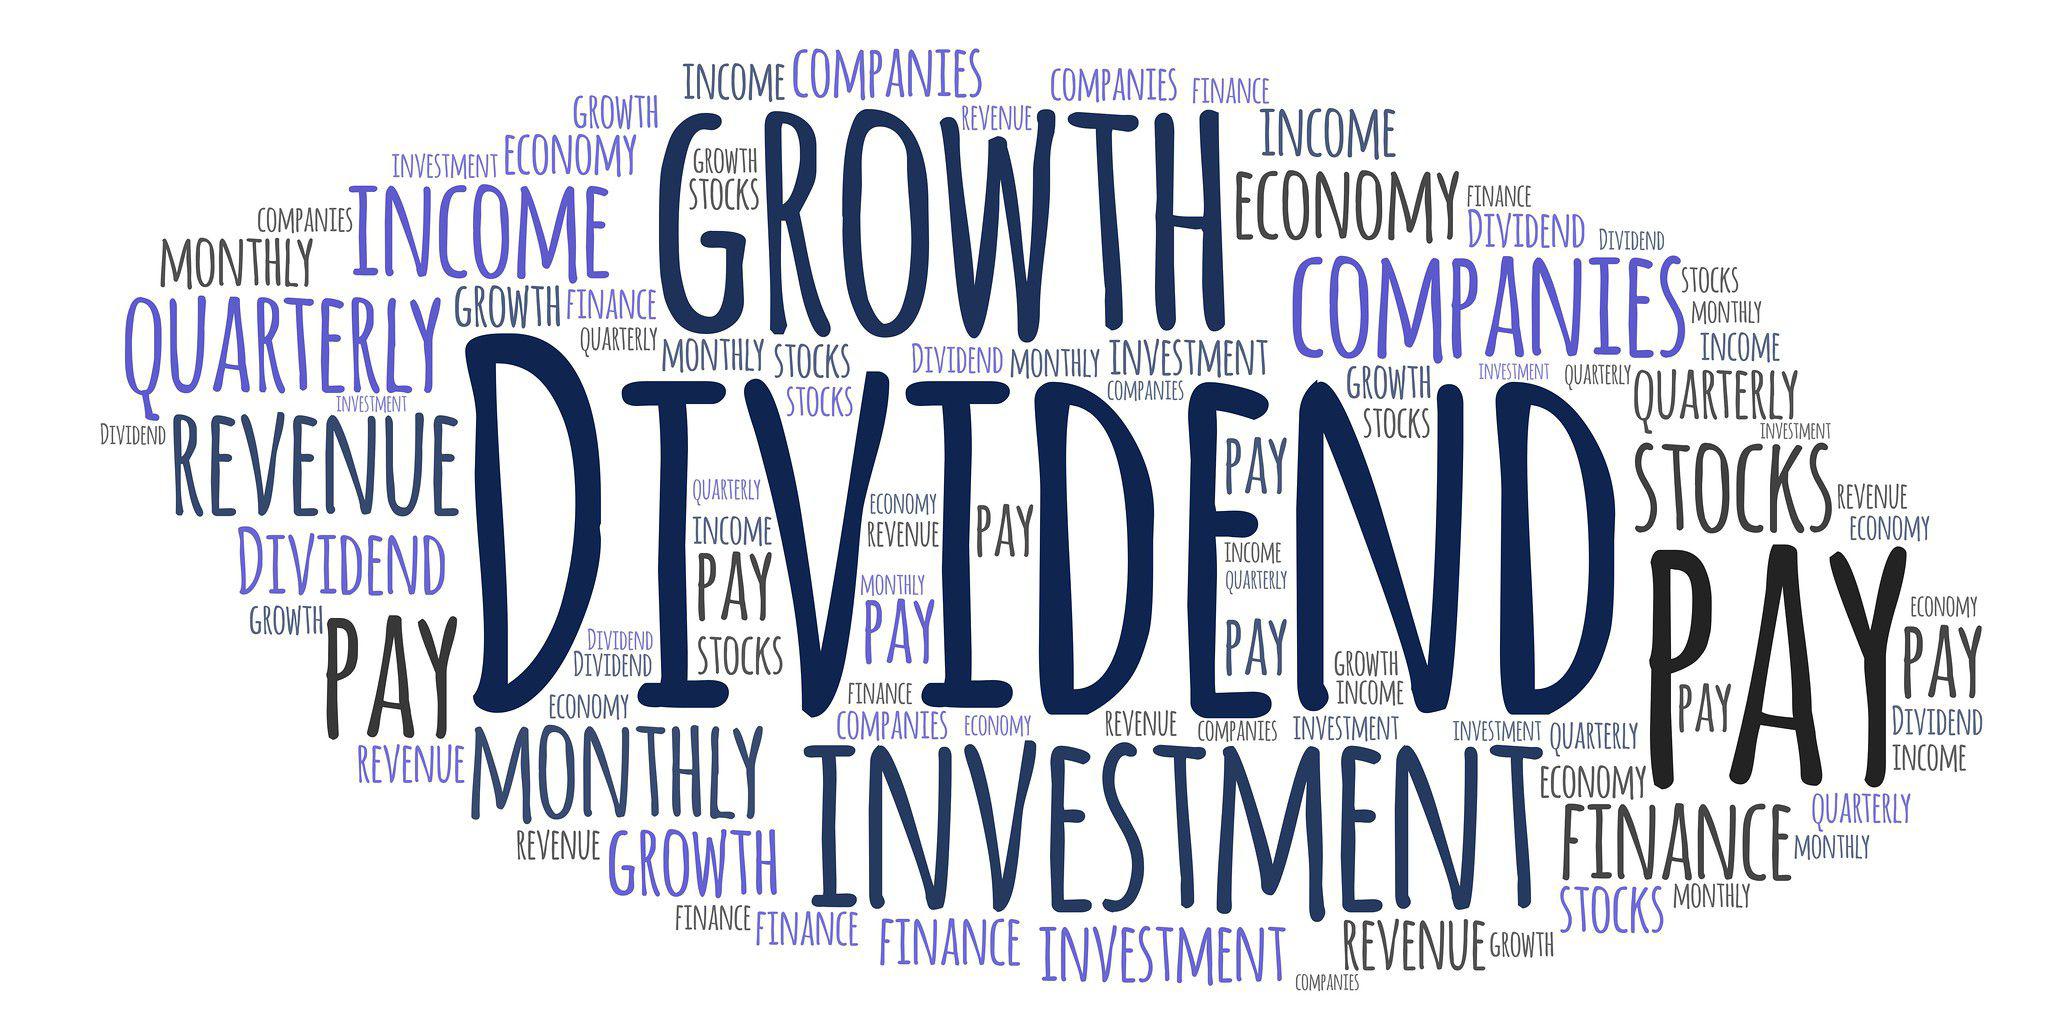 INCOME COMPANIES COMPANIES FINANCE
GROWTH REVENUE INCOME
INVESTMENT ECONOMY GROWTH
GROWTH STOCKS
ECONOMY FINANCE
COMPANIES INCOME DIVIDEND DIVIDEND
MONTHLY COMPANIES STOCKS
QUARTERLY GROWTH FINANCE MONTHLY
QUARTERLY INCOME
MONTHLY STOCKS DIVIDEND MONTHLY INVESTMENT
INVESTMENT QUARTERLY QUARTERLY
STOCKS COMPANIES GROWTH
INVESTMENT STOCKS INVESTMENT
DIVIDEND REVENUE DIVIDEND STOCKS
PAY
QUARTERLY ECONOMY REVENUE
INCOME REVENUE PAY ECONOMY
DIVIDEND PAY INCOME
MONTHLY QUARTERLY
GROWTH PAY PAY ECONOMY
PAY DIVIDEND STOCKS PAY PAY
DIVIDEND GROWTH
ECONOMY FINANCE INCOME PAY
COMPANIES ECONOMY REVENUE COMPANIES INVESTMENT INVESTMENT QUARTERLY DIVIDEND
REVENUE MONTHLY INVESTMENT ECONOMY INCOME
QUARTERLY
REVENUE GROWTH FINANCE MONTHLY
STOCKS MONTHLY
FINANCE FINANCE FINANCE INVESTMENT REVENUE GROWTH
COMPANIES